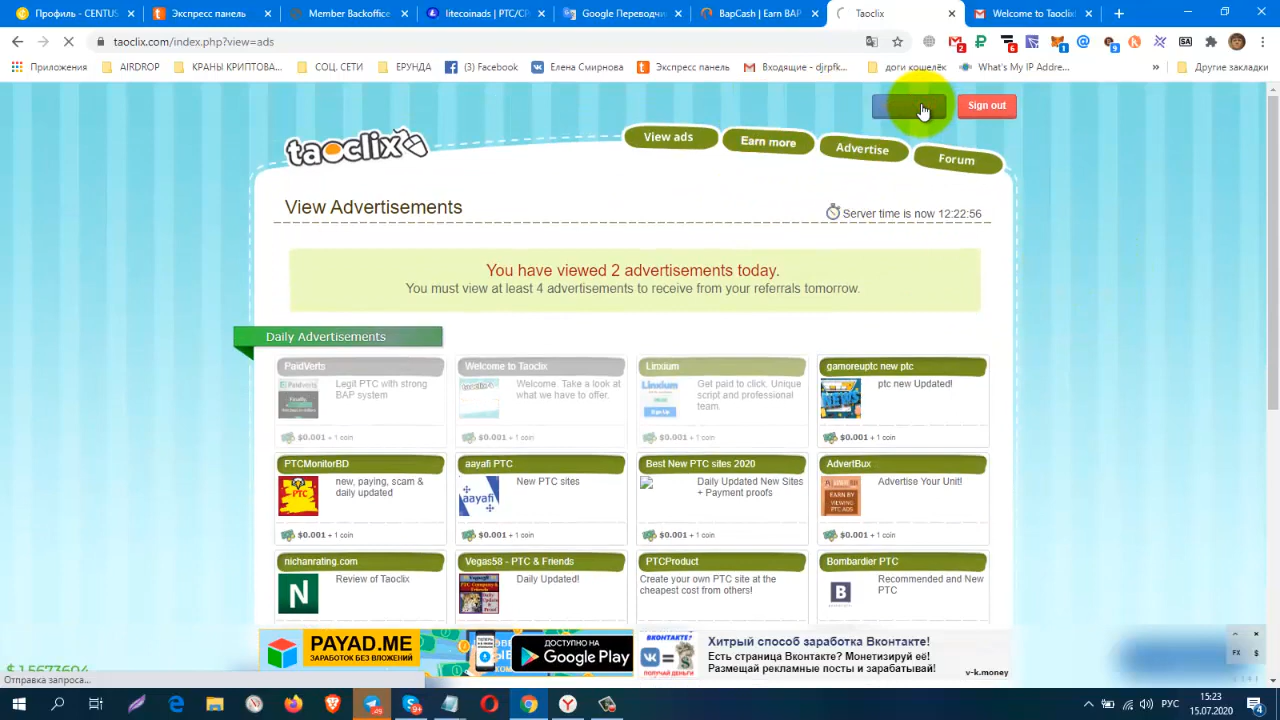 Профиль - CENTUS
Экспресс панель
Member Backoffice
litecoinads | PTC/СР
Google Переводчи
BapCash | Earn BAP
Taoclix
Welcome to Taoclix
taoclix.com/index.php?view=ads
Приложения
AIRDROP
КРАНЫ КРИПТОВА...
СОЦ. СЕТИ
ЕРУНДА
(3) Facebook
Елена Смирнова
Экспресс панель
Входящие - djrpfk...
доги кошелёк
What's My IP Addre...
Другие закладки
Sign out
taoclix
View ads
Earn more
Advertise
Forum
View Advertisements
Server time is now 12:22:56
You have viewed 2 advertisements today.
You must view at least 4 advertisements to receive from your referrals tomorrow.
Daily Advertisements
PaidVerts
Legit PTC with strong
BAP system
$0.001 + 1 coin
Welcome to Taoclix
Welcome. Take a look at
what we have to offer.
$0.001 + 1 coin
Linxium
Get paid to click. Unique
script and professional
team.
$0.001 + 1 coin
gamoreuptc new ptc
ptc new Updated!
$0.001 + 1 coin
PTCMonitorBD
new, paying, scam &
daily updated
$0.001 + 1 coin
aayafi PTC
New PTC sites
$0.001 + 1 coin
Best New PTC sites 2020
Daily Updated New Sites
+ Payment proofs
$0.001 + 1 coin
AdvertBux
Advertise Your Unit!
$0.001 + 1 coin
nichanrating.com
Review of Taoclix
Vegas58 - PTC & Friends
Daily Updated!
PTCProduct
Create your own PTC site at the
cheapest cost from others!
Bombardier PTC
Recommended and New
PTC
PAYAD.ME
ЗАРАБОТОК БЕЗ ВЛОЖЕНИЙ
ДОСТУПНО НА
Google Play
ВКОНТАКТЕ!
ПОЛУЧАЙ ДЕНЬГИ
Хитрый способ заработка Вконтакте!
Есть страница Вконтакте? Монетизируй её!
Размещай рекламные посты и зарабатывай!
v-k.money
Отправка запроса...
FX $
РУС
15:23
15.07.2020